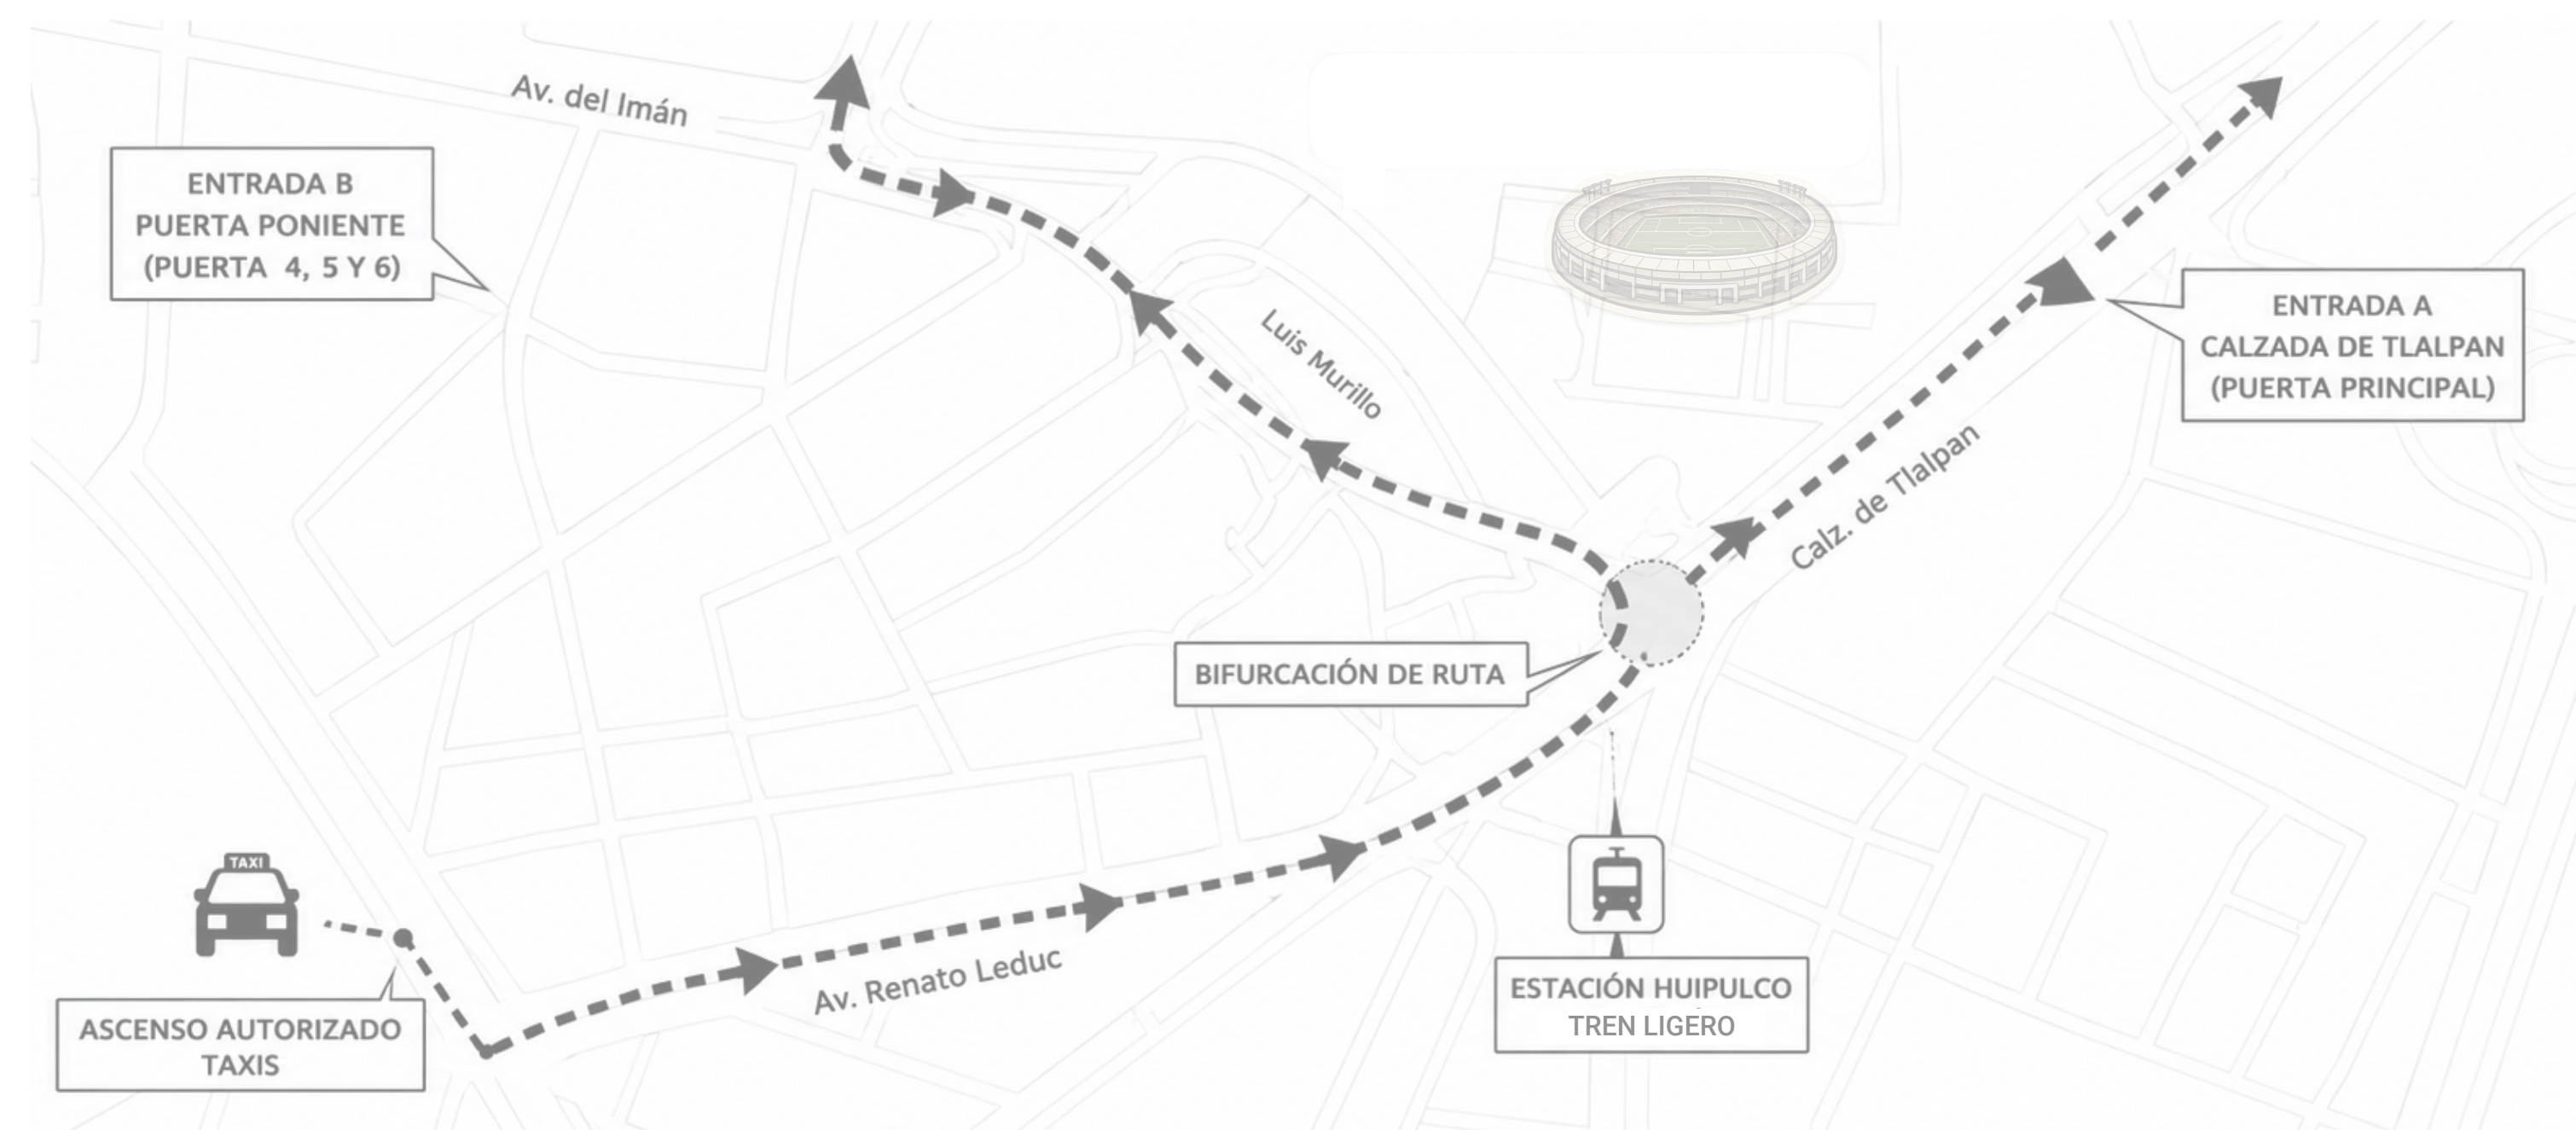 Av. del Imán
ENTRADA B
PUERTA PONIENTE
(PUERTA 4, 5 Y 6)
Luis Murillo
ENTRADA A
CALZADA DE TLALPAN
(PUERTA PRINCIPAL)
Calz. de Tlalpan
BIFURCACIÓN DE RUTA
TAXI
ASCENSO AUTORIZADO
TAXIS
Av. Renato Leduc
ESTACIÓN HUIPULCO
TREN LIGERO